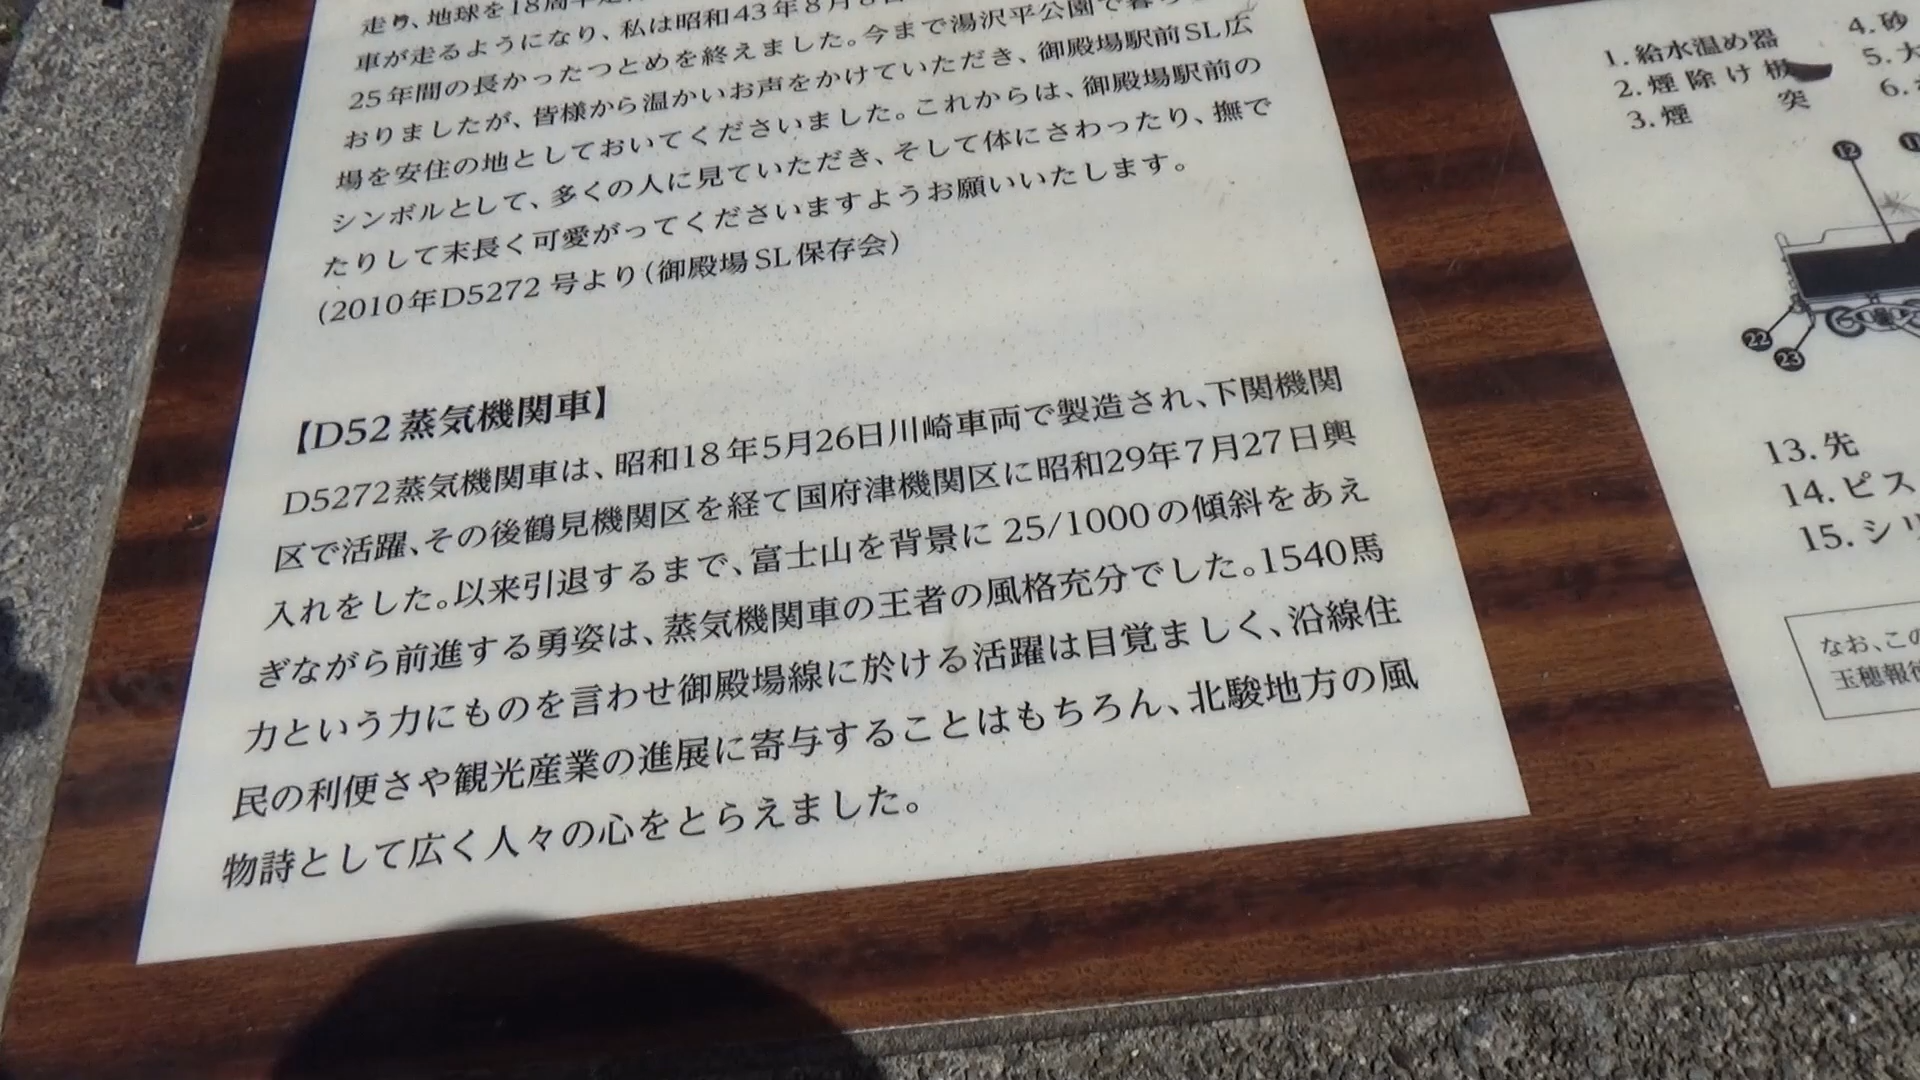 走り、地球を18周半走
車が走るようになり、私は昭和43年8月
25年間の長かったつとめを終えました。今まで湯沢平公園で暮
おりましたが、皆様から温かいお声をかけていただき、御殿場駅前SL広
場を安住の地としておいてくださいました。これからは、御殿場駅前の
シンボルとして、多くの人に見ていただき、そして体にさわったり、撫で
たりして末長く可愛がってくださいますようお願いいたします。
(2010年D5272号より(御殿場SL保存会)
【D52蒸気機関車】
D5272蒸気機関車は、昭和18年5月26日川崎車両で製造され、下関機関
区で活躍、その後鶴見機関区を経て国府津機関区に昭和29年7月27日輿
入れをした。以来引退するまで、富士山を背景に25/1000の傾斜をあえ
ぎながら前進する勇姿は、蒸気機関車の王者の風格充分でした。1540馬
力という力にものを言わせ御殿場線に於ける活躍は目覚ましく、沿線住
民の利便さや観光産業の進展に寄与することはもちろん、北駿地方の風
物詩として広く人々の心をとらえました。
1.給水温め器
2.煙除け板
3.煙突
4.砂
5.大
6.
12
22
23
13.先
14.ピス
15.シリ
なお、この
玉穂報徳